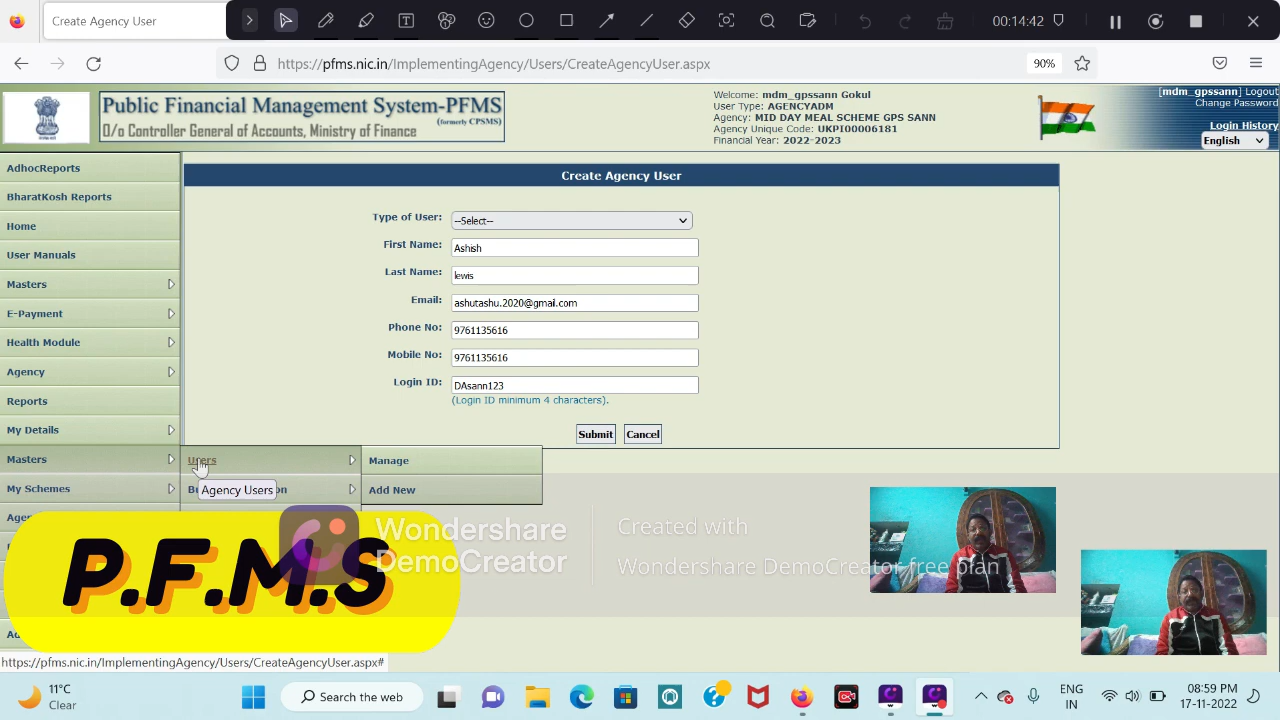 Create Agency User
00:14:42
https://pfms.nic.in/ImplementingAgency/Users/CreateAgencyUser.aspx
90%
Public Financial Management System-PFMS
(formerly CPSMS)
O/o Controller General of Accounts, Ministry of Finance
Welcome: mdm_gpssann Gokul
User Type: AGENCYADM
Agency: MID DAY MEAL SCHEME GPS SANN
Agency Unique Code: UKPI00006181
Financial Year: 2022-2023
[mdm_gpssann] Logout
Change Password
Login History
English
AdhocReports
BharatKosh Reports
Home
User Manuals
Masters
E-Payment
Health Module
Agency
Reports
My Details
Masters
My Schemes
Create Agency User
Type of User: --Select--
First Name: Ashish
Last Name: lewis
Email: ashutashu.2020@gmail.com
Phone No: 9761135616
Mobile No: 9761135616
Login ID: DAsann123
(Login ID minimum 4 characters).
Submit Cancel
Users
Agency Users
Manage
Add New
P.F.M.S
Wondershare
DemoCreator
Created with
Wondershare DemoCreator free plan
https://pfms.nic.in/ImplementingAgency/Users/CreateAgencyUser.aspx#
11°C
Clear
Search the web
ENG
IN
08:59 PM
17-11-2022